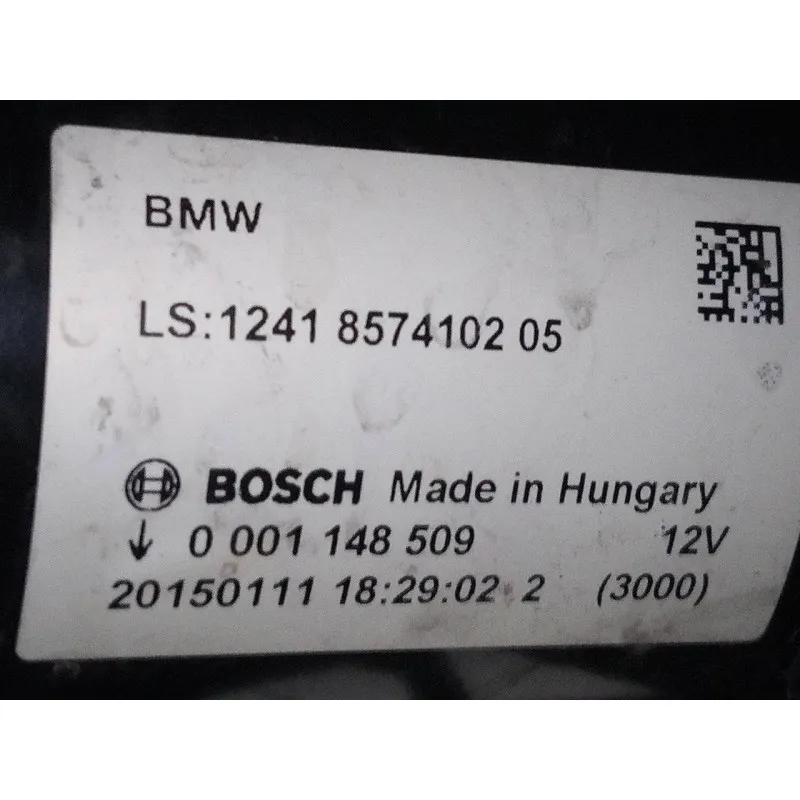 BMW
LS:1241 8574102 05
BOSCH Made in Hungary
↓ 0 001 148 509 12V
20150111 18:29:02 2 (3000)